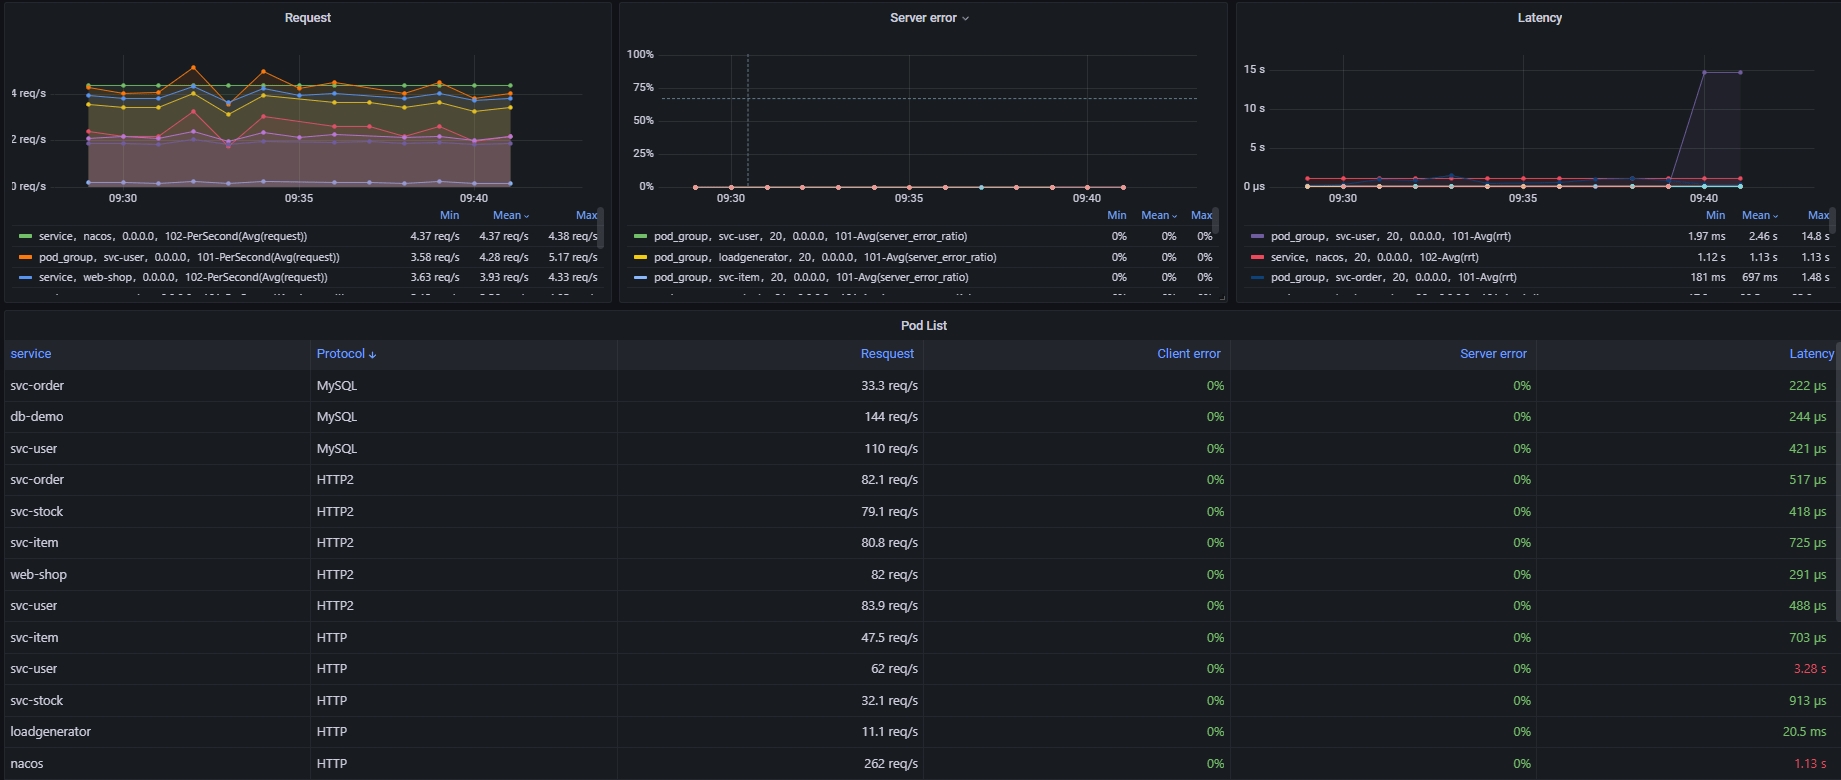 Request
4 req/s
2 req/s
0 req/s
09:30 09:35 09:40
Min Mean Max
service, nacos, 0.0.0.0, 102-PerSecond(Avg(request)) 4.37 req/s 4.37 req/s 4.38 req/s
pod_group, svc-user, 0.0.0.0, 101-PerSecond(Avg(request)) 3.58 req/s 4.28 req/s 5.17 req/s
service, web-shop, 0.0.0.0, 102-PerSecond(Avg(request)) 3.63 req/s 3.93 req/s 4.33 req/s
Server error
100%
75%
50%
25%
0%
09:30 09:35 09:40
Min Mean Max
pod_group, svc-user, 20, 0.0.0.0, 101-Avg(server_error_ratio) 0% 0% 0%
pod_group, loadgenerator, 20, 0.0.0.0, 101-Avg(server_error_ratio) 0% 0% 0%
pod_group, svc-item, 20, 0.0.0.0, 101-Avg(server_error_ratio) 0% 0% 0%
Latency
15 s
10 s
5 s
0 µs
09:30 09:35 09:40
Min Mean Max
pod_group, svc-user, 20, 0.0.0.0, 101-Avg(rrt) 1.97 ms 2.46 s 14.8 s
service, nacos, 20, 0.0.0.0, 102-Avg(rrt) 1.12 s 1.13 s 1.13 s
pod_group, svc-order, 20, 0.0.0.0, 101-Avg(rrt) 181 ms 697 ms 1.48 s
Pod List
service Protocol Resquest Client error Server error Latency
svc-order MySQL 33.3 req/s 0% 0% 222 µs
db-demo MySQL 144 req/s 0% 0% 244 µs
svc-user MySQL 110 req/s 0% 0% 421 µs
svc-order HTTP2 82.1 req/s 0% 0% 517 µs
svc-stock HTTP2 79.1 req/s 0% 0% 418 µs
svc-item HTTP2 80.8 req/s 0% 0% 725 µs
web-shop HTTP2 82 req/s 0% 0% 291 µs
svc-user HTTP2 83.9 req/s 0% 0% 488 µs
svc-item HTTP 47.5 req/s 0% 0% 703 µs
svc-user HTTP 62 req/s 0% 0% 3.28 s
svc-stock HTTP 32.1 req/s 0% 0% 913 µs
loadgenerator HTTP 11.1 req/s 0% 0% 20.5 ms
nacos HTTP 262 req/s 0% 0% 1.13 s